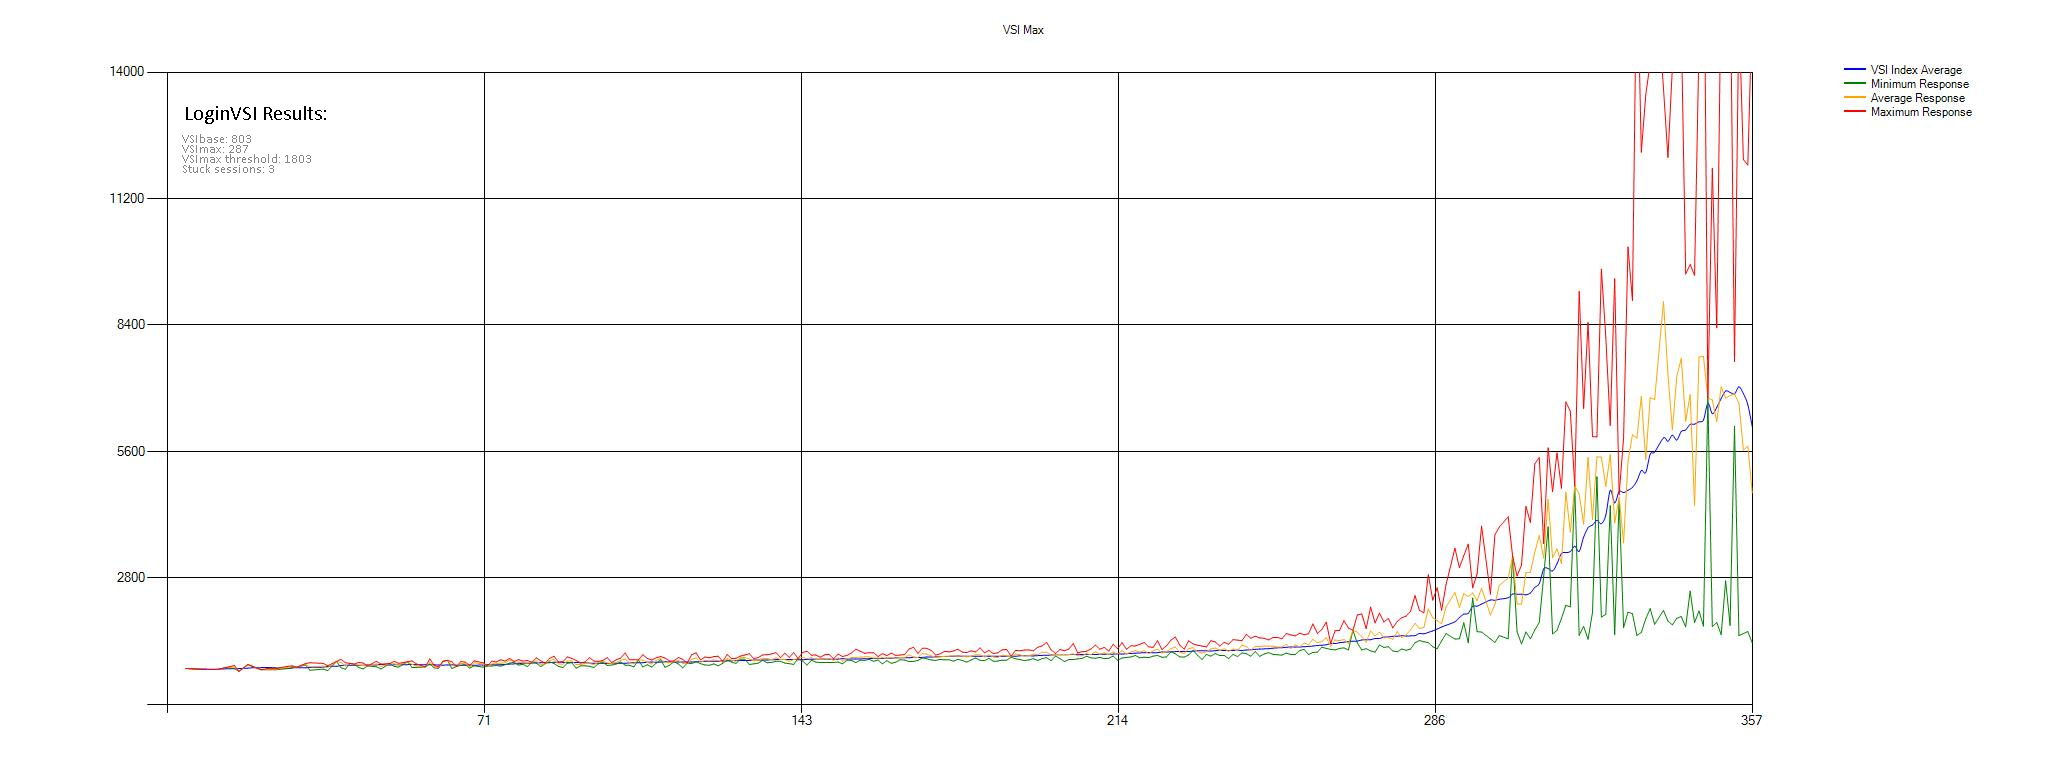 VSI Max
14000
11200
8400
5600
2800
LoginVSI Results:
VSIbase: 803
VSImax: 287
VSImax threshold: 1803
Stuck sessions: 3
VSI Index Average
Minimum Response
Average Response
Maximum Response
71
143
214
286
357